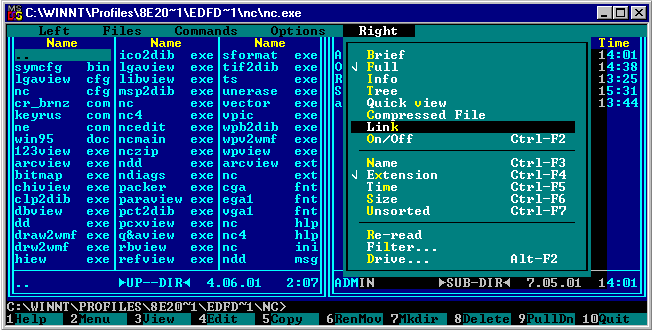 C:\WINNT\Profiles\8E20~1\EDFD~1\nc\nc.exe
Left Files Commands Options Right
Name Name Name Time
.. ico2dib exe sformat exe A Brief 14:01
symcfg bin lgaview exe tif2dib exe O √ Full 14:38
lgaview cfg libview exe ts exe R Info 13:25
nc cfg msp2dib exe unerase exe S Tree 15:31
cr_brnz com nc exe vector exe a Quick view 13:44
keyrus com nc4 exe vpic exe Compressed File
ne com ncedit exe wpb2dib exe Link
win95 doc ncmain exe wpv2wmf exe On/Off Ctrl-F2
123view exe nczip exe wpview exe
arcview exe ndd exe arcview ext Name Ctrl-F3
bitmap exe ndiags exe nc ext √ Extension Ctrl-F4
chiview exe packer exe cga fnt Time Ctrl-F5
clp2dib exe paraview exe ega1 fnt Size Ctrl-F6
dbview exe pct2dib exe vga1 fnt Unsorted Ctrl-F7
dd exe pcxview exe nc hlp
draw2wmf exe q&aview exe nc4 hlp Re-read
drw2wmf exe rbview exe nc ini Filter...
hiew exe refview exe ndd msg Drive... Alt-F2
.. ►UP--DIR◄ 4.06.01 2:07 ADMIN ►SUB-DIR◄ 7.05.01 14:01
C:\WINNT\PROFILES\8E20~1\EDFD~1\NC>
1Help 2Menu 3View 4Edit 5Copy 6RenMov 7Mkdir 8Delete 9PullDn 10Quit